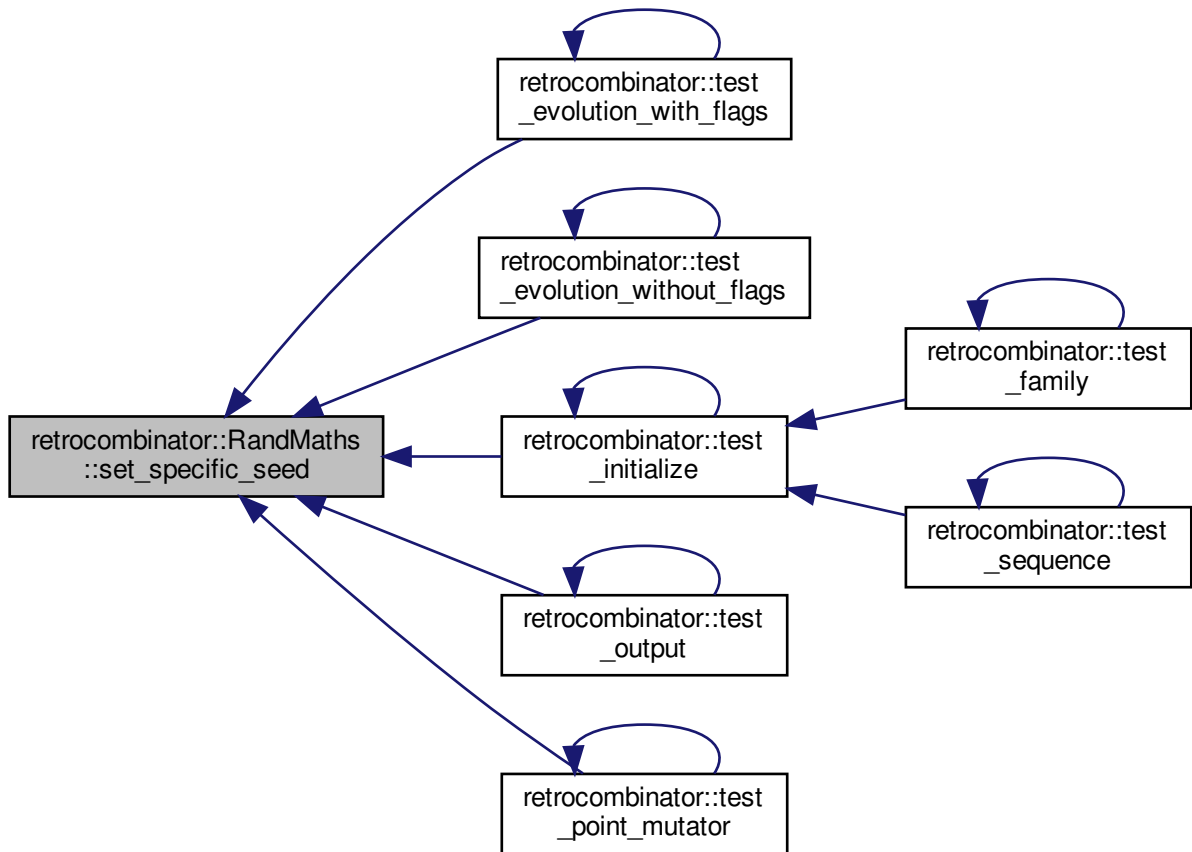 retrocombinator::test
_evolution_with_flags
retrocombinator::test
_evolution_without_flags
retrocombinator::test
_family
retrocombinator::RandMaths
::set_specific_seed
retrocombinator::test
_initialize
retrocombinator::test
_sequence
retrocombinator::test
_output
retrocombinator::test
_point_mutator